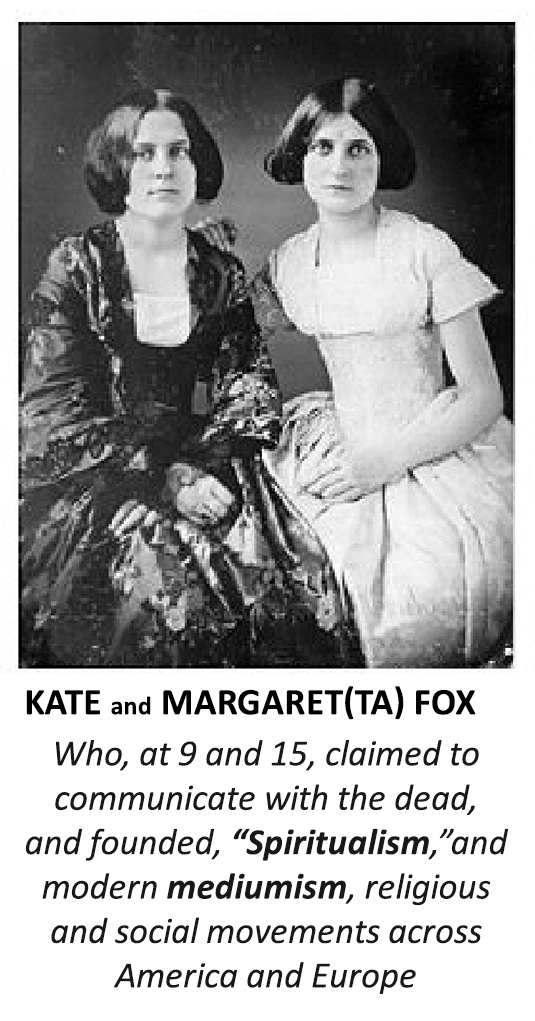 KATE and MARGARET(TA) FOX
Who, at 9 and 15, claimed to
communicate with the dead,
and founded, “Spiritualism,”and
modern mediumism, religious
and social movements across
America and Europe